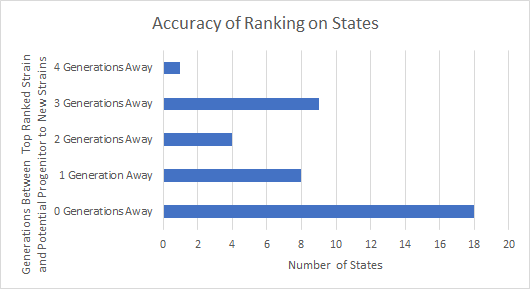 Accuracy of Ranking on States
Generations Between Top Ranked Strain
and Potential Progenitor to New Strains
4 Generations Away
3 Generations Away
2 Generations Away
1 Generation Away
0 Generations Away
0 2 4 6 8 10 12 14 16 18 20
Number of States